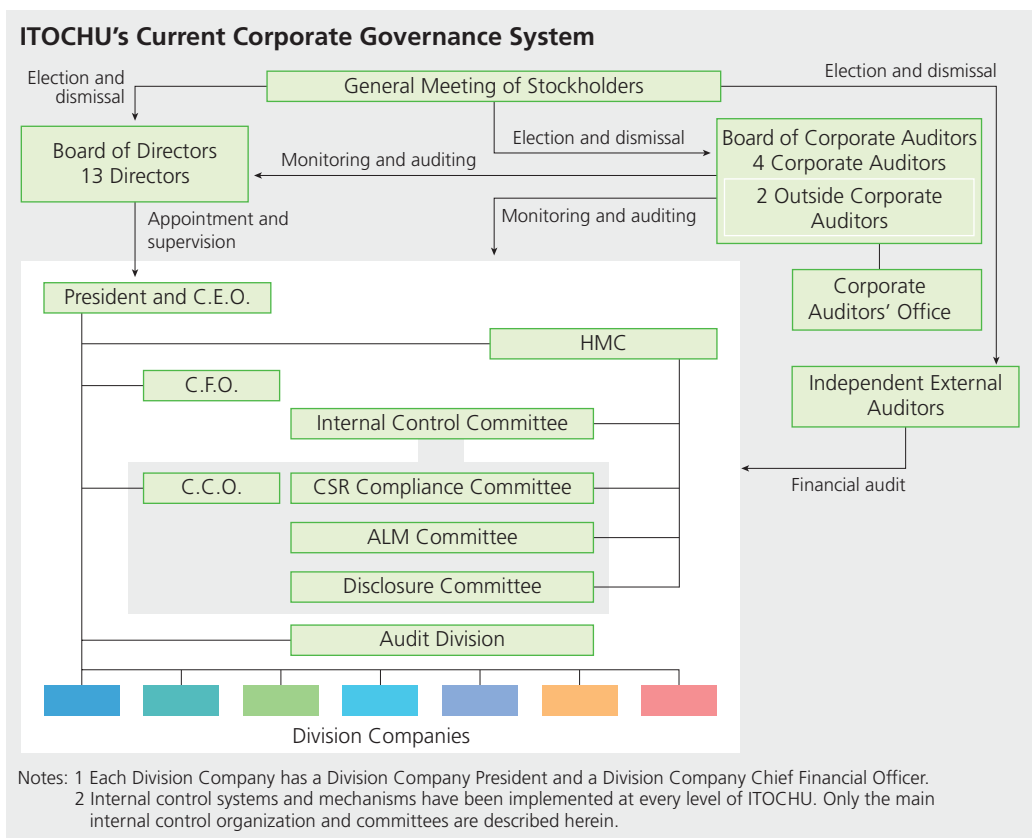 ITOCHU's Current Corporate Governance System
Election and
dismissal
General Meeting of Stockholders
Election and dismissal
Board of Directors
13 Directors
Monitoring and auditing
Election and dismissal
Board of Corporate Auditors
4 Corporate Auditors
2 Outside Corporate
Auditors
Appointment and
supervision
Monitoring and auditing
Corporate
Auditors' Office
President and C.E.O.
HMC
C.F.O.
Independent External
Auditors
Internal Control Committee
C.C.O.
CSR Compliance Committee
Financial audit
ALM Committee
Disclosure Committee
Audit Division
Division Companies
Notes: 1 Each Division Company has a Division Company President and a Division Company Chief Financial Officer.
2 Internal control systems and mechanisms have been implemented at every level of ITOCHU. Only the main
internal control organization and committees are described herein.